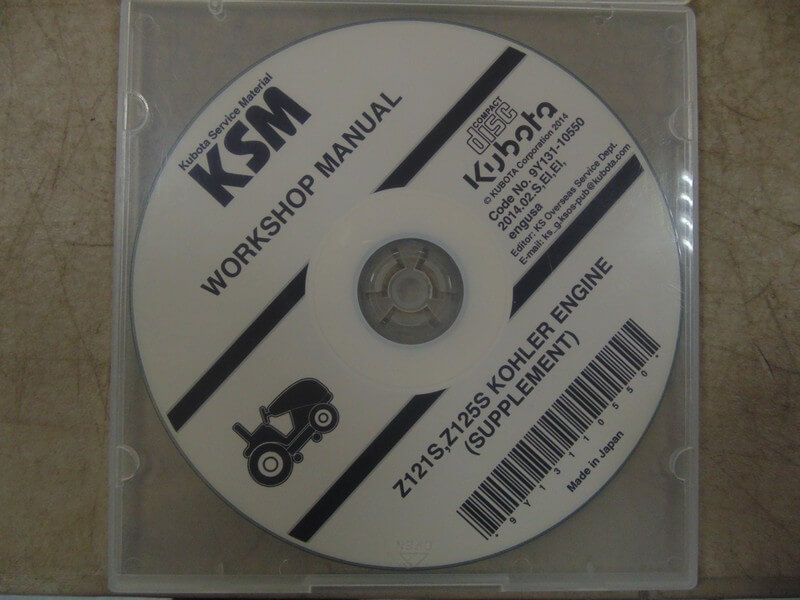 Kubota Service Material
KSM
WORKSHOP MANUAL
COMPACT
disc
Kubota
© KUBOTA Corporation 2014
Code No. 9Y131-10550
2014.02.S,EI,EI,
engusa
Editor: KS Overseas Service Dept.
E-mail: ks_g.ksos-pub@kubota.com
Z121S,Z125S KOHLER ENGINE
(SUPPLEMENT)
*9Y13110550*
Made in Japan